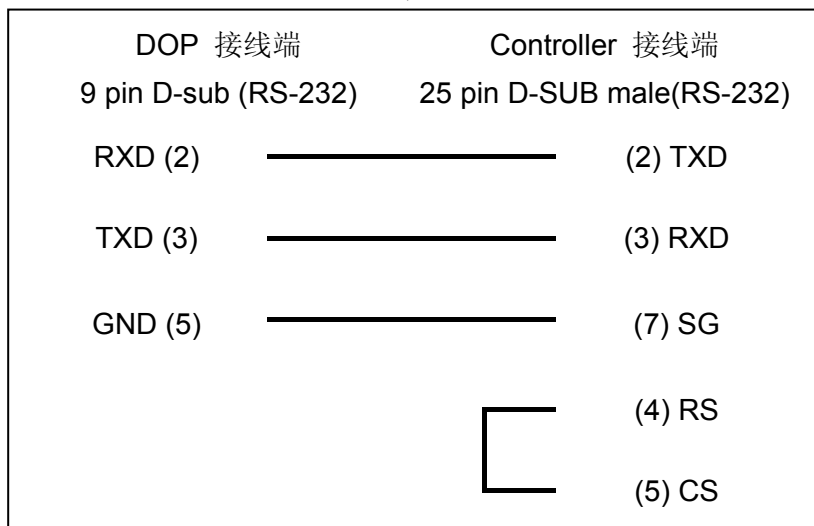 DOP 接线端 Controller 接线端
9 pin D-sub (RS-232) 25 pin D-SUB male(RS-232)
RXD (2) (2) TXD
TXD (3) (3) RXD
GND (5) (7) SG
(4) RS
(5) CS